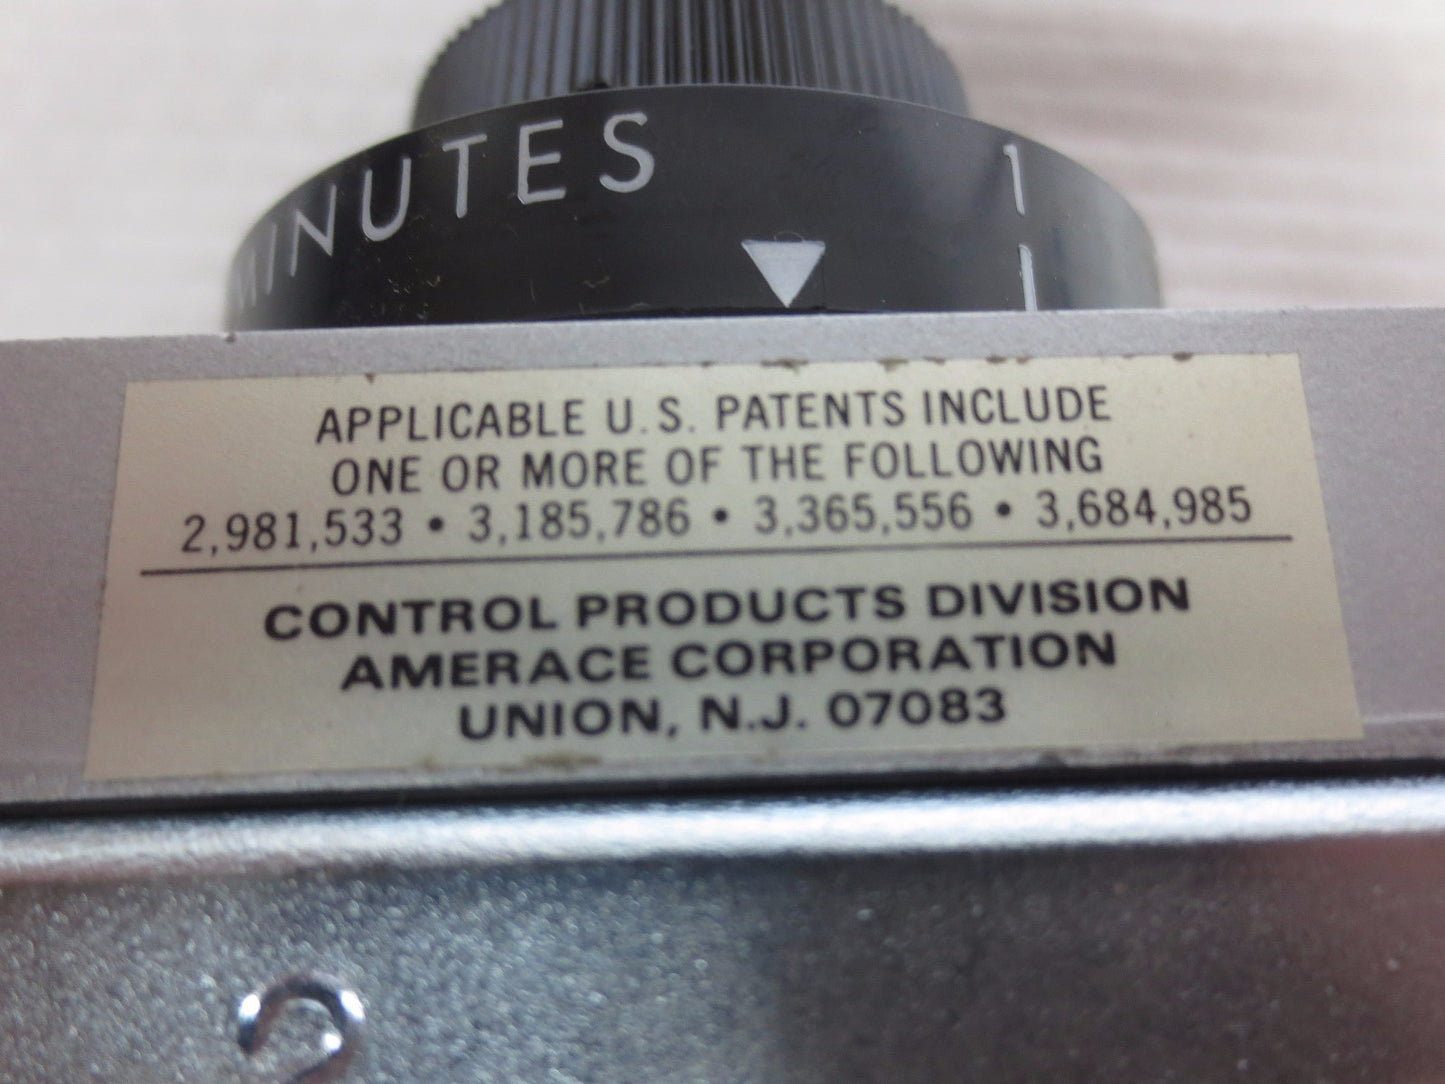 MINUTES
1
APPLICABLE U.S. PATENTS INCLUDE
ONE OR MORE OF THE FOLLOWING
2,981,533 • 3,185,786 • 3,365,556 • 3,684,985
CONTROL PRODUCTS DIVISION
AMERACE CORPORATION
UNION, N.J. 07083
2